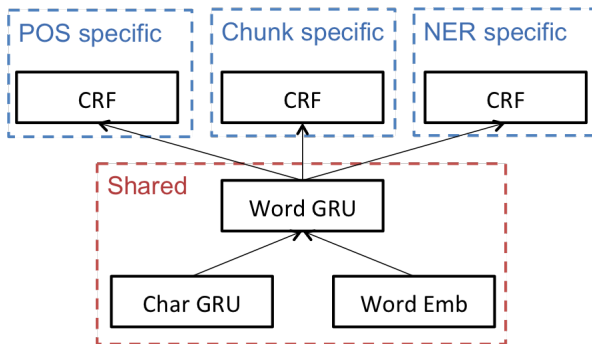 POS specific
Chunk specific
NER specific
CRF
CRF
CRF
Shared
Word GRU
Char GRU
Word Emb